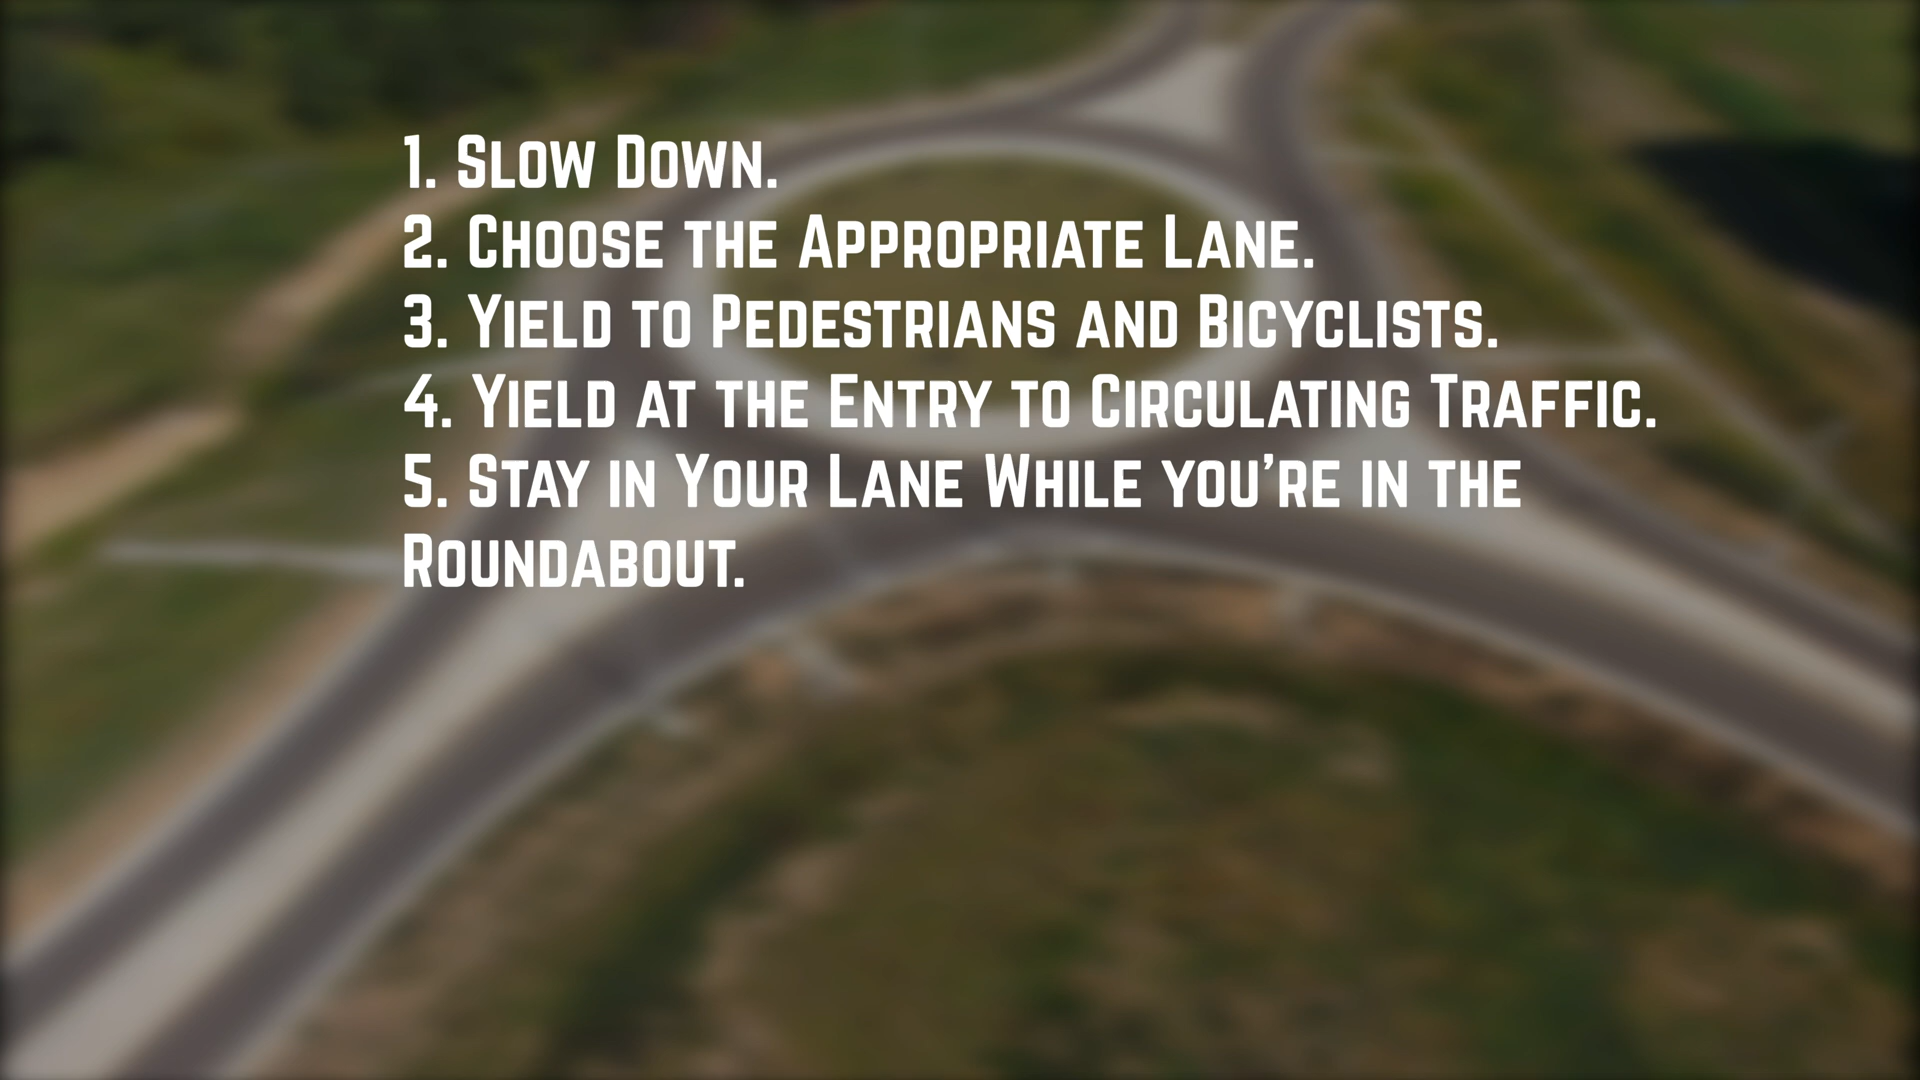 1. Slow Down.
2. Choose the Appropriate Lane.
3. Yield to Pedestrians and Bicyclists.
4. Yield at the Entry to Circulating Traffic.
5. Stay in Your Lane While you're in the
Roundabout.